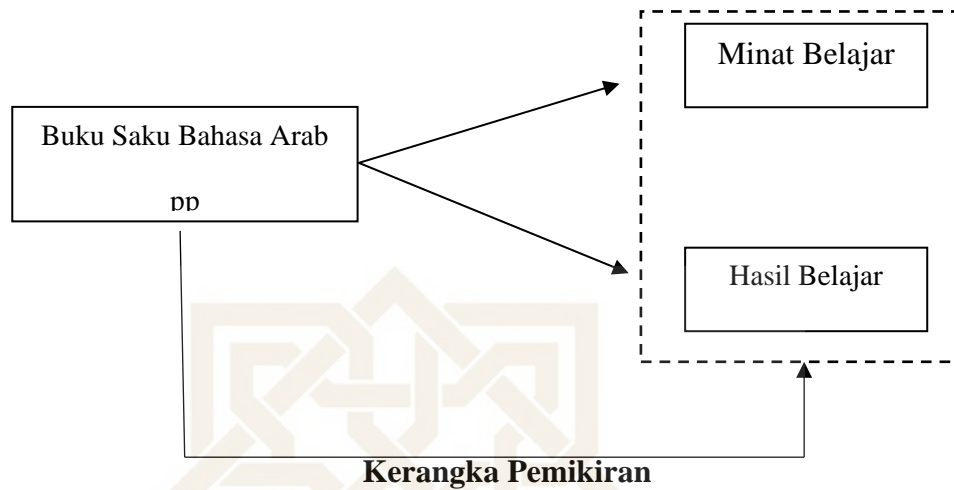 Minat Belajar
Buku Saku Bahasa Arab
pp
Hasil Belajar
Kerangka Pemikiran